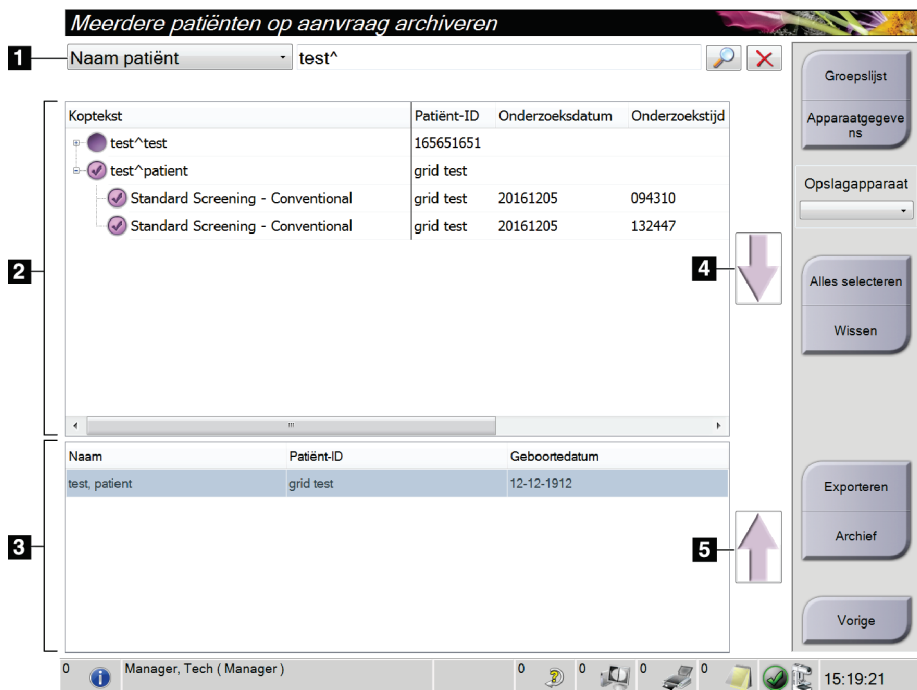 Meerdere patiënten op aanvraag archiveren
1 Naam patiënt test^
Groepslijst
Apparaatgegeve
ns
Opslagapparaat
Alles selecteren
Wissen
Exporteren
Archief
Vorige
2
Koptekst Patiënt-ID Onderzoeksdatum Onderzoekstijd
test^test 165651651
test^patient grid test
Standard Screening - Conventional grid test 20161205 094310
Standard Screening - Conventional grid test 20161205 132447
4
3
Naam Patiënt-ID Geboortedatum
test, patient grid test 12-12-1912
5
0 Manager, Tech ( Manager ) 0 0 0 0 15:19:21